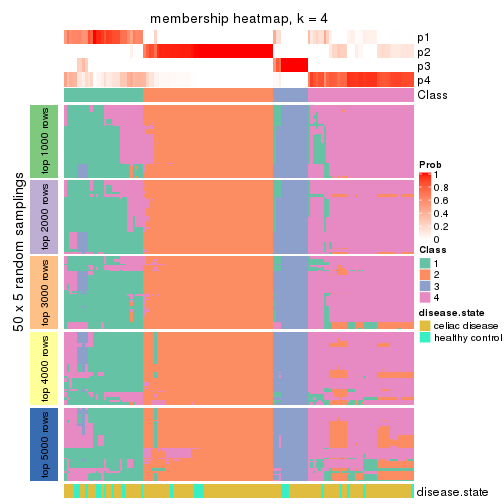 membership heatmap, k = 4
p1
p2
p3
p4
Class
50 x 5 random samplings
top 1000 rows
top 2000 rows
top 3000 rows
top 4000 rows
top 5000 rows
Prob
1
0.8
0.6
0.4
0.2
0
Class
1
2
3
4
disease.state
celiac disease
healthy control
disease.state